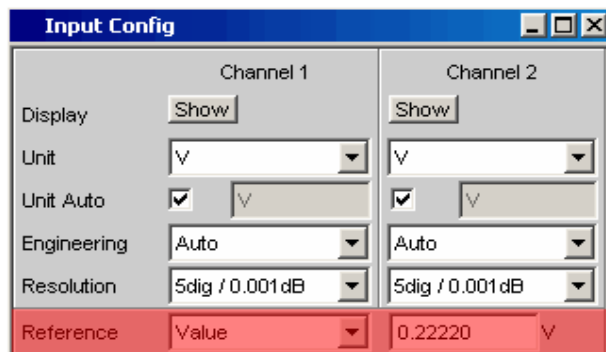 Input Config
Channel 1 Channel 2
Display Show Show
Unit V V
Unit Auto V V
Engineering Auto Auto
Resolution 5dig / 0.001dB 5dig / 0.001dB
Reference Value 0.22220 V